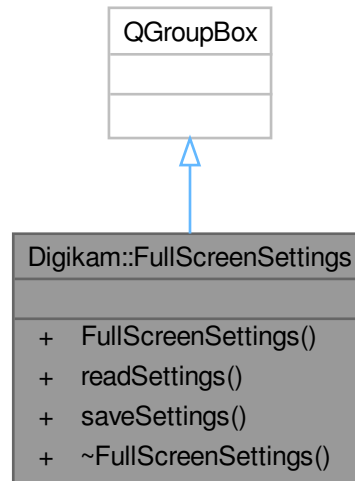 QGroupBox
Digikam::FullScreenSettings
+ FullScreenSettings()
+ readSettings()
+ saveSettings()
+ ~FullScreenSettings()